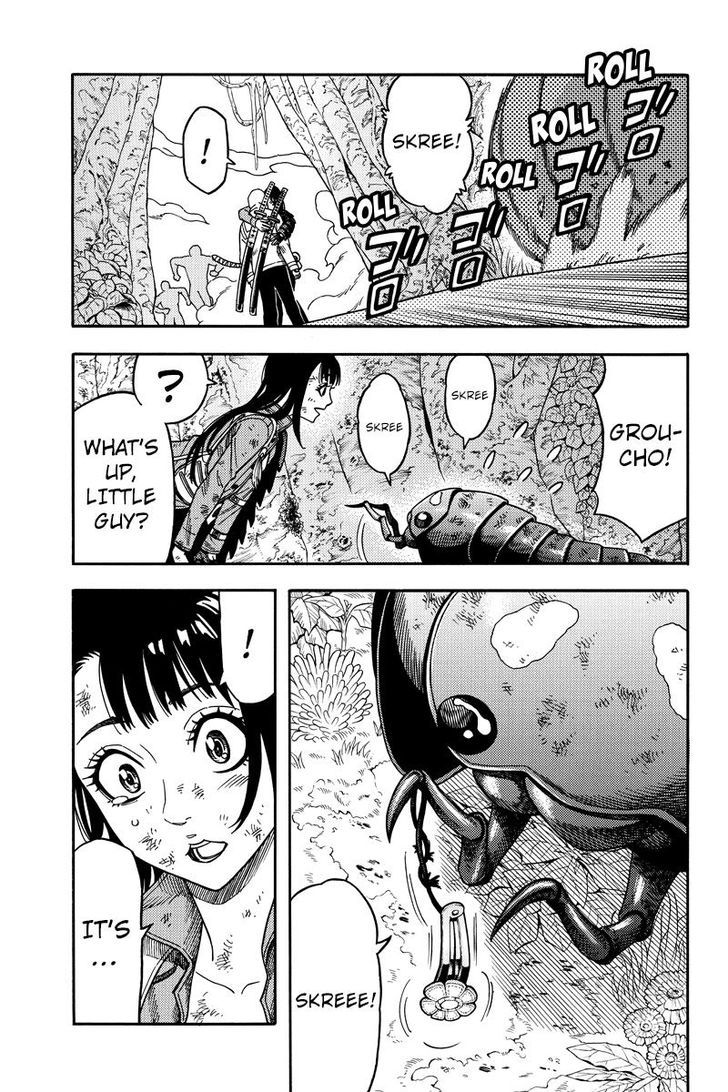 ROLL
ゴロ
ROLL
ゴロ
ROLL
ゴロ
ROLL
ゴロ
SKREE!
!
GROU-
CHO!
SKREE
SKREE
?
WHAT'S
UP,
LITTLE
GUY?
SKREEE!
!
IT'S
...